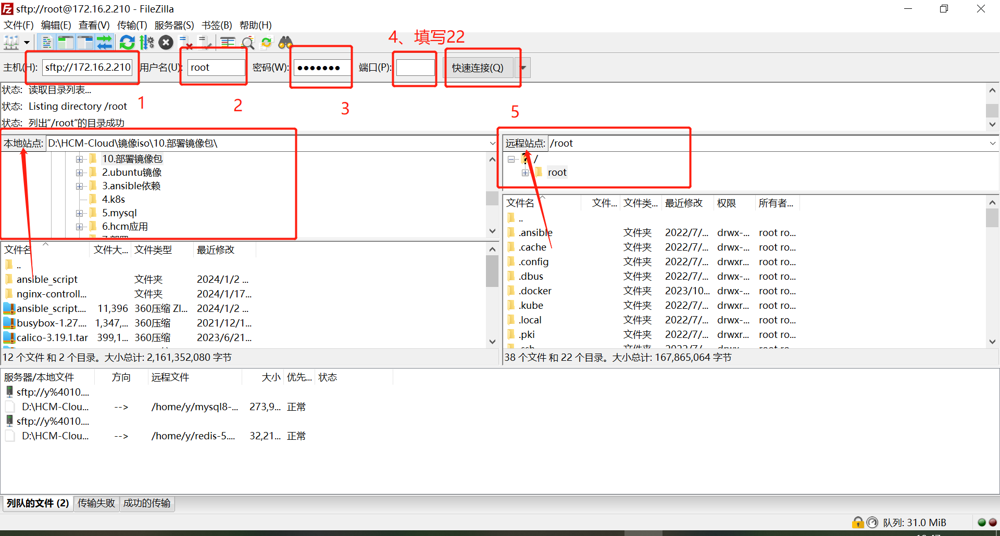 sftp://root@172.16.2.210 - FileZilla
文件(F) 编辑(E) 查看(V) 传输(T) 服务器(S) 书签(B) 帮助(H)
4、填写22
主机(H): sftp://172.16.2.210 用户名(U): root 密码(W): ●●●●●●● 端口(P): 快速连接(Q)
状态: 读取目录列表...
1 2 3 5
状态: Listing directory /root
状态: 列出“/root”的目录成功
本地站点: D:\HCM-Cloud\镜像iso\10.部署镜像包\
10.部署镜像包
2.ubuntu镜像
3.ansible依赖
4.k8s
5.mysql
6.hcm应用
远程站点: /root
/
root
文件名 文件大... 文件类型 最近修改
..
ansible_script 文件夹 2024/1/2 ...
nginx-controll... 文件夹 2024/1/17...
ansible_script.... 11,396 360压缩 ZI... 2024/1/2 ...
busybox-1.27.... 1,347,... 360压缩 2021/12/1...
calico-3.19.1.tar 399,1... 360压缩 2023/6/21...
12 个文件 和 2 个目录。大小总计: 2,161,352,080 字节
文件名 文件... 文件类... 最近修改 权限 所有者...
..
.ansible 文件夹 2022/7/... drwx-... root ro...
.cache 文件夹 2022/7/... drwx-... root ro...
.config 文件夹 2022/7/... drwxr... root ro...
.dbus 文件夹 2022/7/... drwx-... root ro...
.docker 文件夹 2023/10... drwx-... root ro...
.kube 文件夹 2022/7/... drwxr... root ro...
.local 文件夹 2022/7/... drwx-... root ro...
.pki 文件夹 2022/7/... drwxr... root ro...
38 个文件 和 22 个目录。大小总计: 167,865,064 字节
服务器/本地文件 方向 远程文件 大小 优先... 状态
sftp://y%4010....
D:\HCM-Clou... --> /home/y/mysql8-... 273,9... 正常
sftp://y%4010....
D:\HCM-Clou... --> /home/y/redis-5.... 32,21... 正常
列队的文件 (2) 传输失败 成功的传输
队列: 31.0 MiB